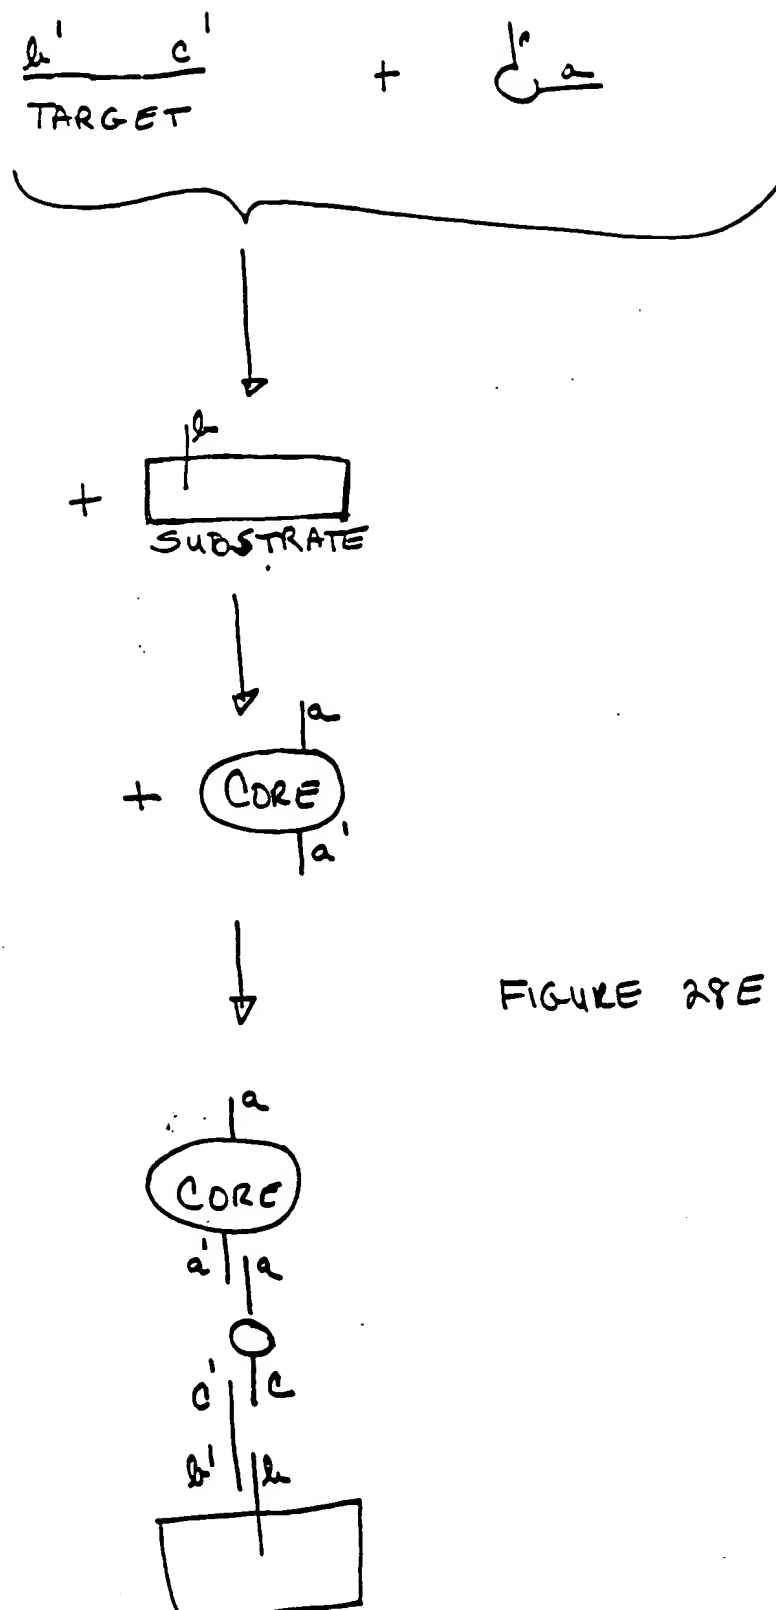 b' c' + c a
TARGET
b
+
SUBSTRATE
a
+ CORE
a'
FIGURE 28E
a
CORE
a' a
c' c
b' b